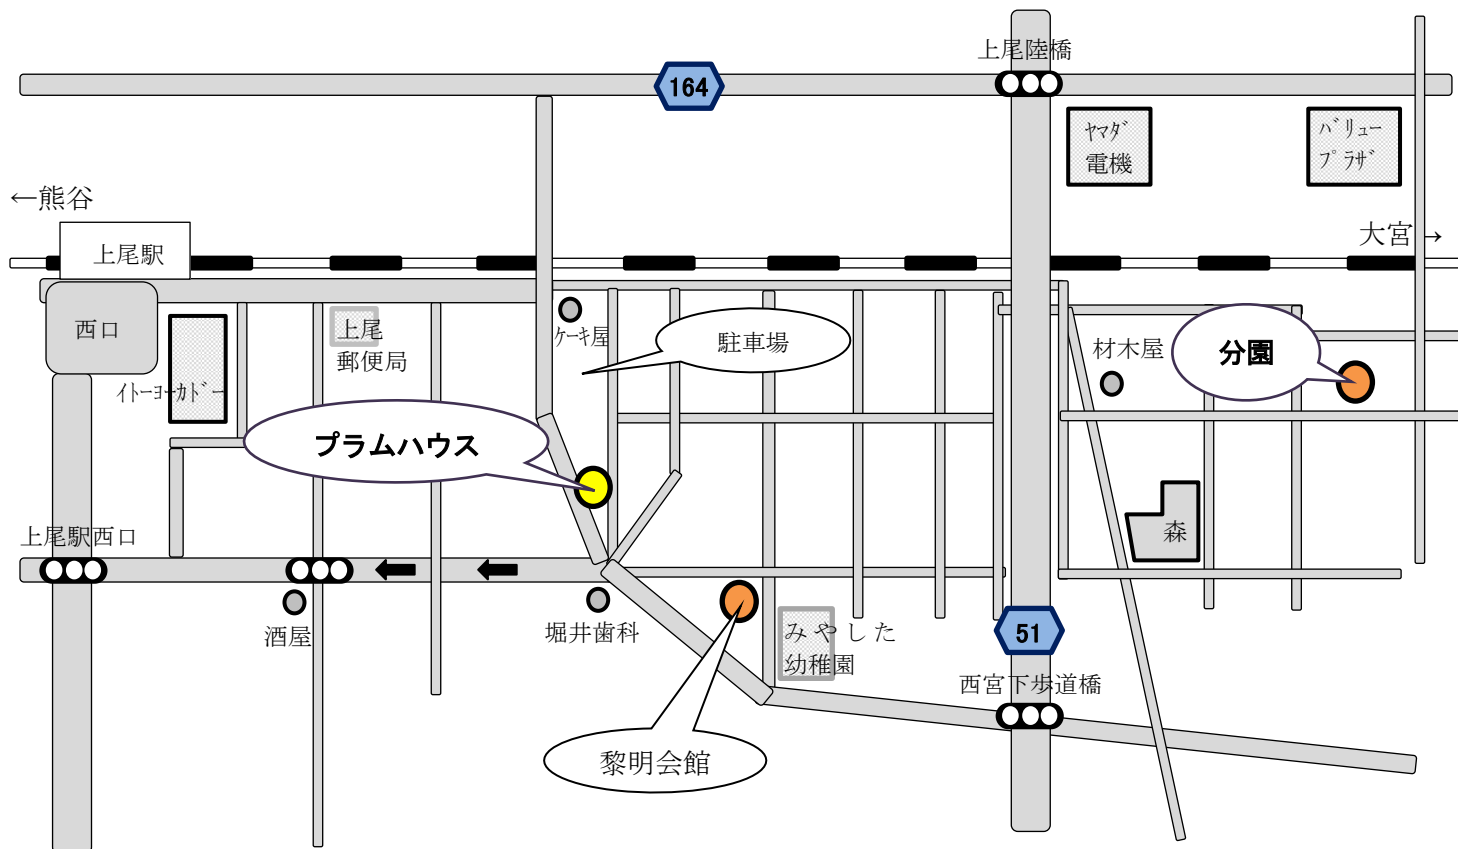 上尾陸橋
164
ﾔﾏﾀﾞ
電機
ﾊﾞﾘｭｰ
ﾌﾟﾗｻﾞ
←熊谷
大宮→
上尾駅
西口
上尾
郵便局
ｹｰｷ屋
駐車場
材木屋
分園
ｲﾄｰﾖｰｶﾄﾞｰ
プラムハウス
上尾駅西口
森
酒屋
堀井歯科
みやした
幼稚園
51
西宮下歩道橋
黎明会館